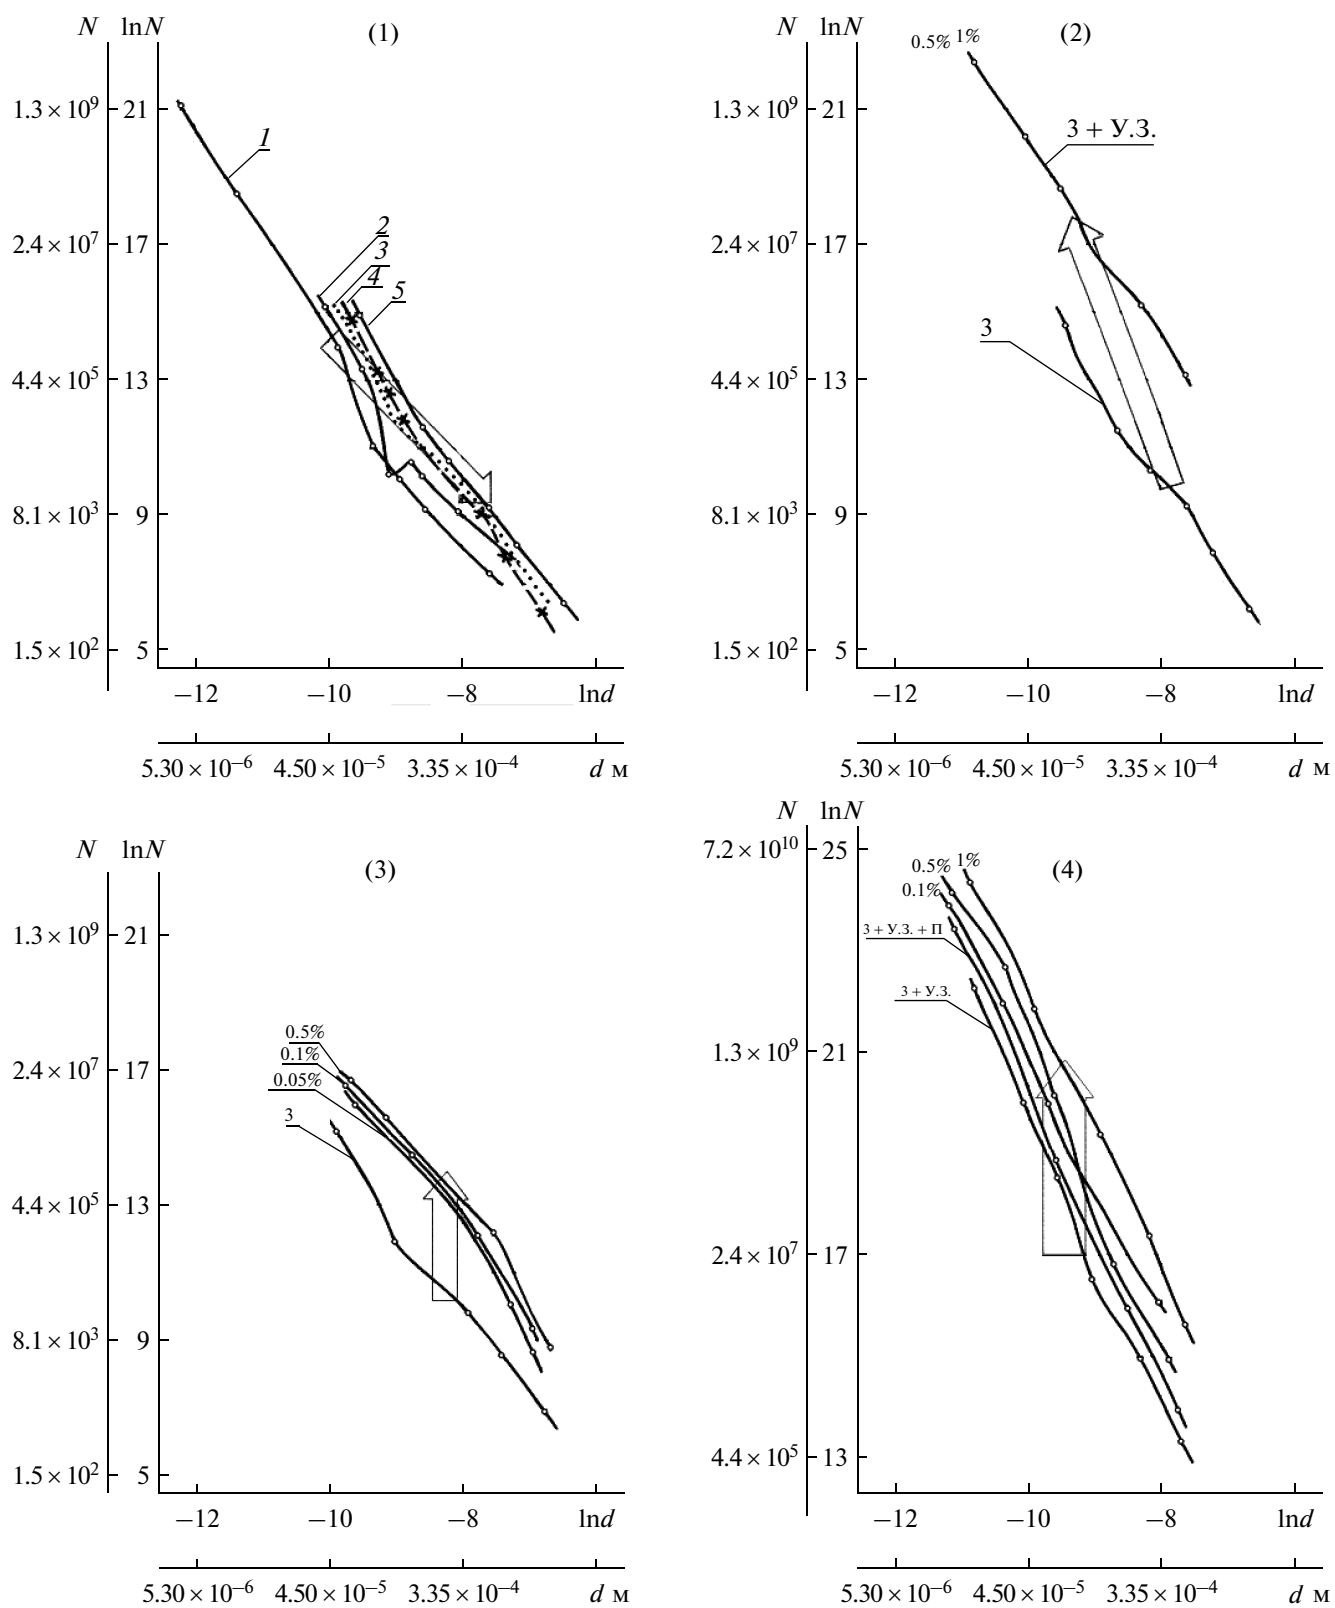 N lnN (1)
1.3 × 10⁹ 21
1
2.4 × 10⁷ 17
2
3
4
5
4.4 × 10⁵ 13
8.1 × 10³ 9
1.5 × 10² 5
−12 −10 −8 lnd
5.30 × 10⁻⁶ 4.50 × 10⁻⁵ 3.35 × 10⁻⁴ d м
N lnN (2)
0.5% 1%
1.3 × 10⁹ 21
3 + У.З.
2.4 × 10⁷ 17
3
4.4 × 10⁵ 13
8.1 × 10³ 9
1.5 × 10² 5
−12 −10 −8 lnd
5.30 × 10⁻⁶ 4.50 × 10⁻⁵ 3.35 × 10⁻⁴ d м
N lnN (3)
1.3 × 10⁹ 21
0.5%
0.1%
2.4 × 10⁷ 17
0.05%
3
4.4 × 10⁵ 13
8.1 × 10³ 9
1.5 × 10² 5
−12 −10 −8 lnd
5.30 × 10⁻⁶ 4.50 × 10⁻⁵ 3.35 × 10⁻⁴ d м
N lnN (4)
7.2 × 10¹⁰ 25
0.5% 1%
0.1%
3 + У.З. + П
3 + У.З.
1.3 × 10⁹ 21
2.4 × 10⁷ 17
4.4 × 10⁵ 13
−12 −10 −8 lnd
5.30 × 10⁻⁶ 4.50 × 10⁻⁵ 3.35 × 10⁻⁴ d м